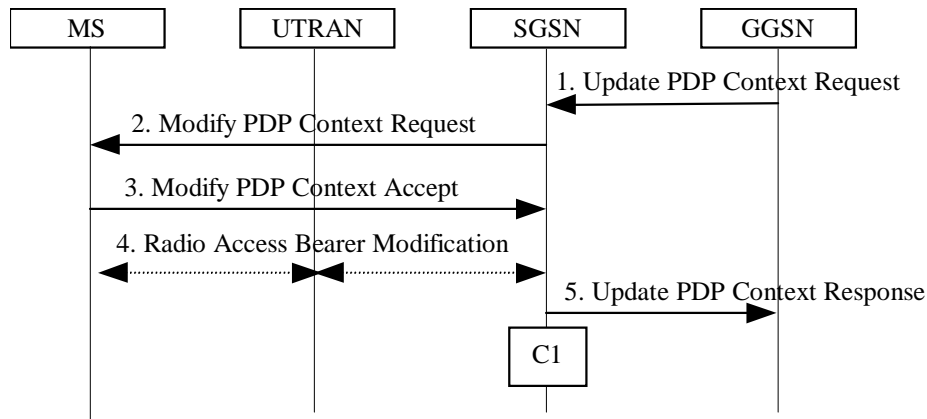 MS
UTRAN
SGSN
GGSN
1. Update PDP Context Request
2. Modify PDP Context Request
3. Modify PDP Context Accept
4. Radio Access Bearer Modification
5. Update PDP Context Response
C1